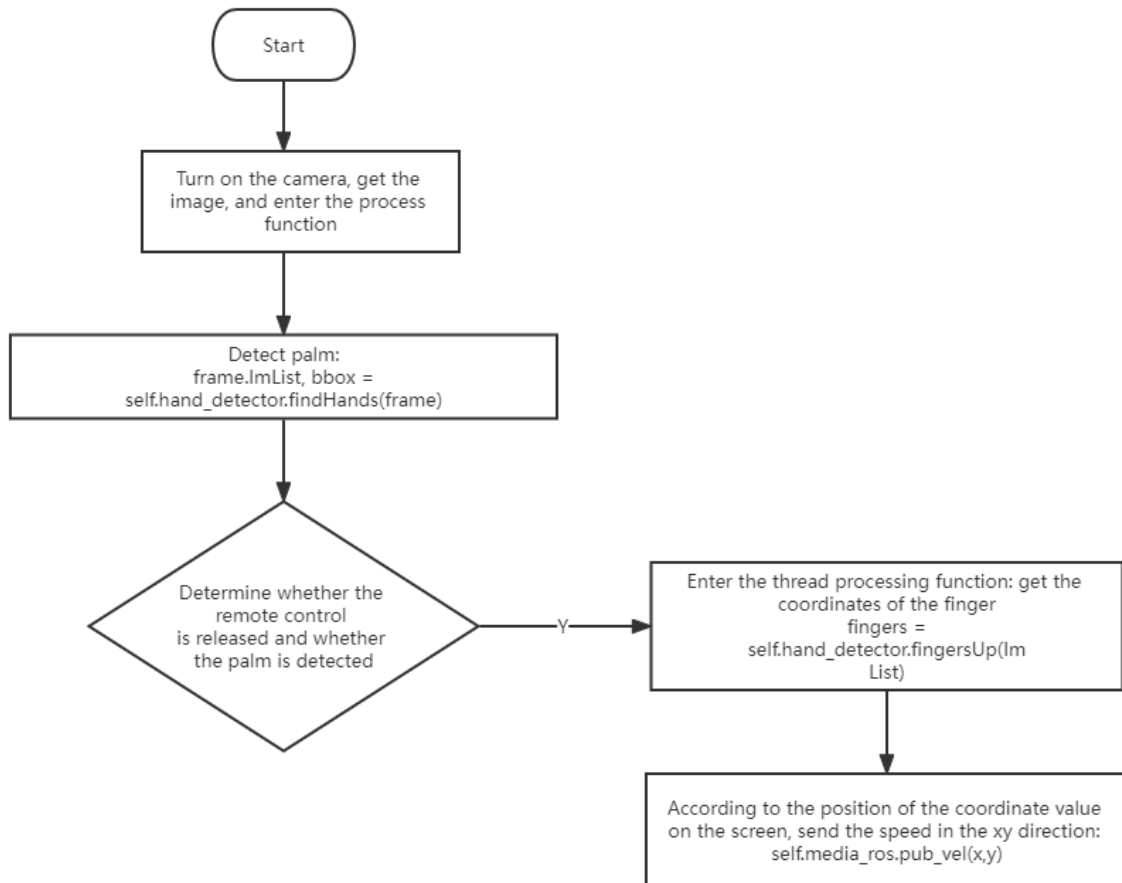 Start
Turn on the camera, get the
image, and enter the process
function
Detect palm:
frame.lmList, bbox =
self.hand_detector.findHands(frame)
Determine whether the
remote control
is released and whether
the palm is detected
Y
Enter the thread processing function: get the
coordinates of the finger
fingers =
self.hand_detector.fingersUp(lm
List)
According to the position of the coordinate value
on the screen, send the speed in the xy direction:
self.media_ros.pub_vel(x,y)